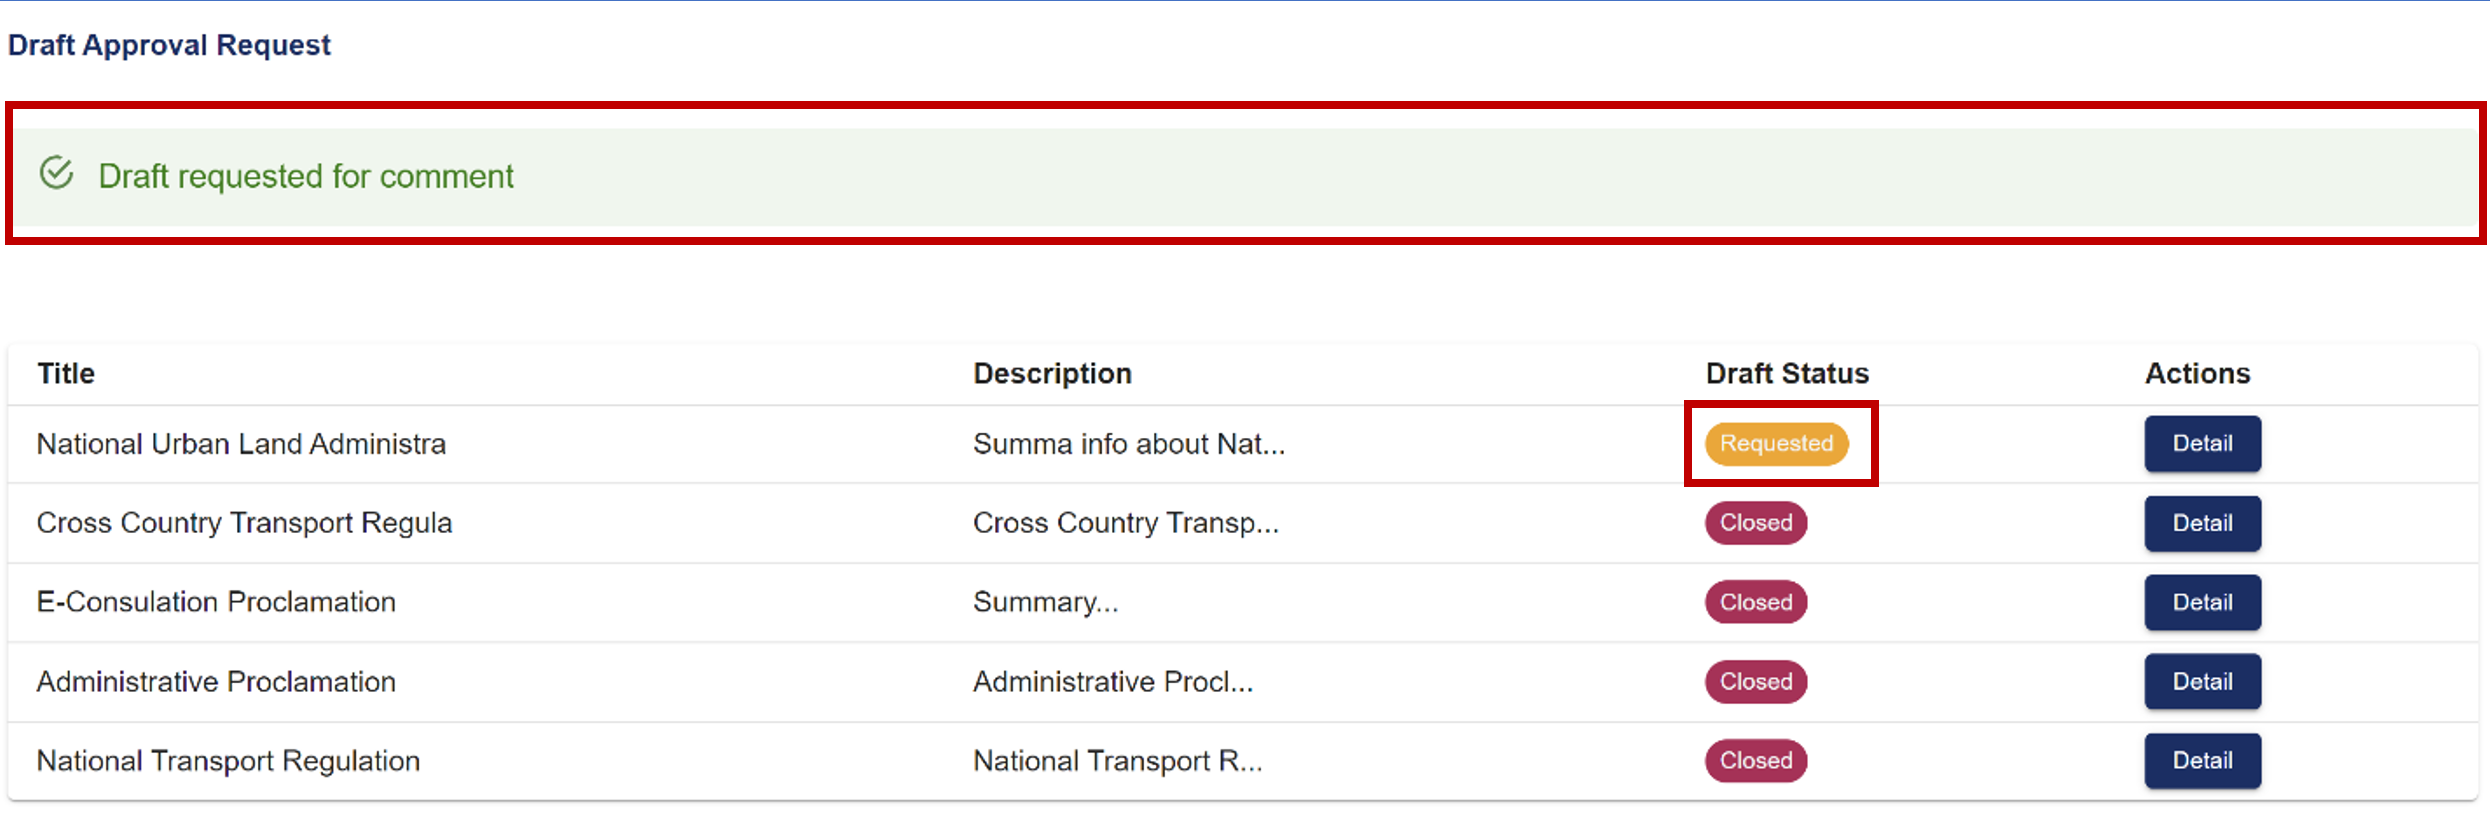 Draft Approval Request
Draft requested for comment
Title Description Draft Status Actions
National Urban Land Administra Summa info about Nat... Requested Detail
Cross Country Transport Regula Cross Country Transp... Closed Detail
E-Consulation Proclamation Summary... Closed Detail
Administrative Proclamation Administrative Procl... Closed Detail
National Transport Regulation National Transport R... Closed Detail